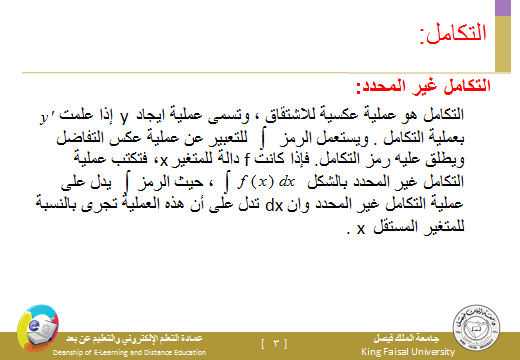 التكامل:
التكامل غير المحدد:
التكامل هو عملية عكسية للاشتقاق ، وتسمى عملية ايجاد y إذا علمت y'
بعملية التكامل . ويستعمل الرمز ∫ للتعبير عن عملية عكس التفاضل
ويطلق عليه رمز التكامل. فإذا كانت f دالة للمتغير x، فتكتب عملية
التكامل غير المحدد بالشكل ∫ f (x) dx ، حيث الرمز ∫ يدل على
عملية التكامل غير المحدد وان dx تدل على أن هذه العملية تجرى بالنسبة
للمتغير المستقل x .
جامعة الملك فيصل
King Faisal University
[ ٣ ]
عمادة التعلم الإلكتروني والتعليم عن بعد
Deanship of E-Learning and Distance Education